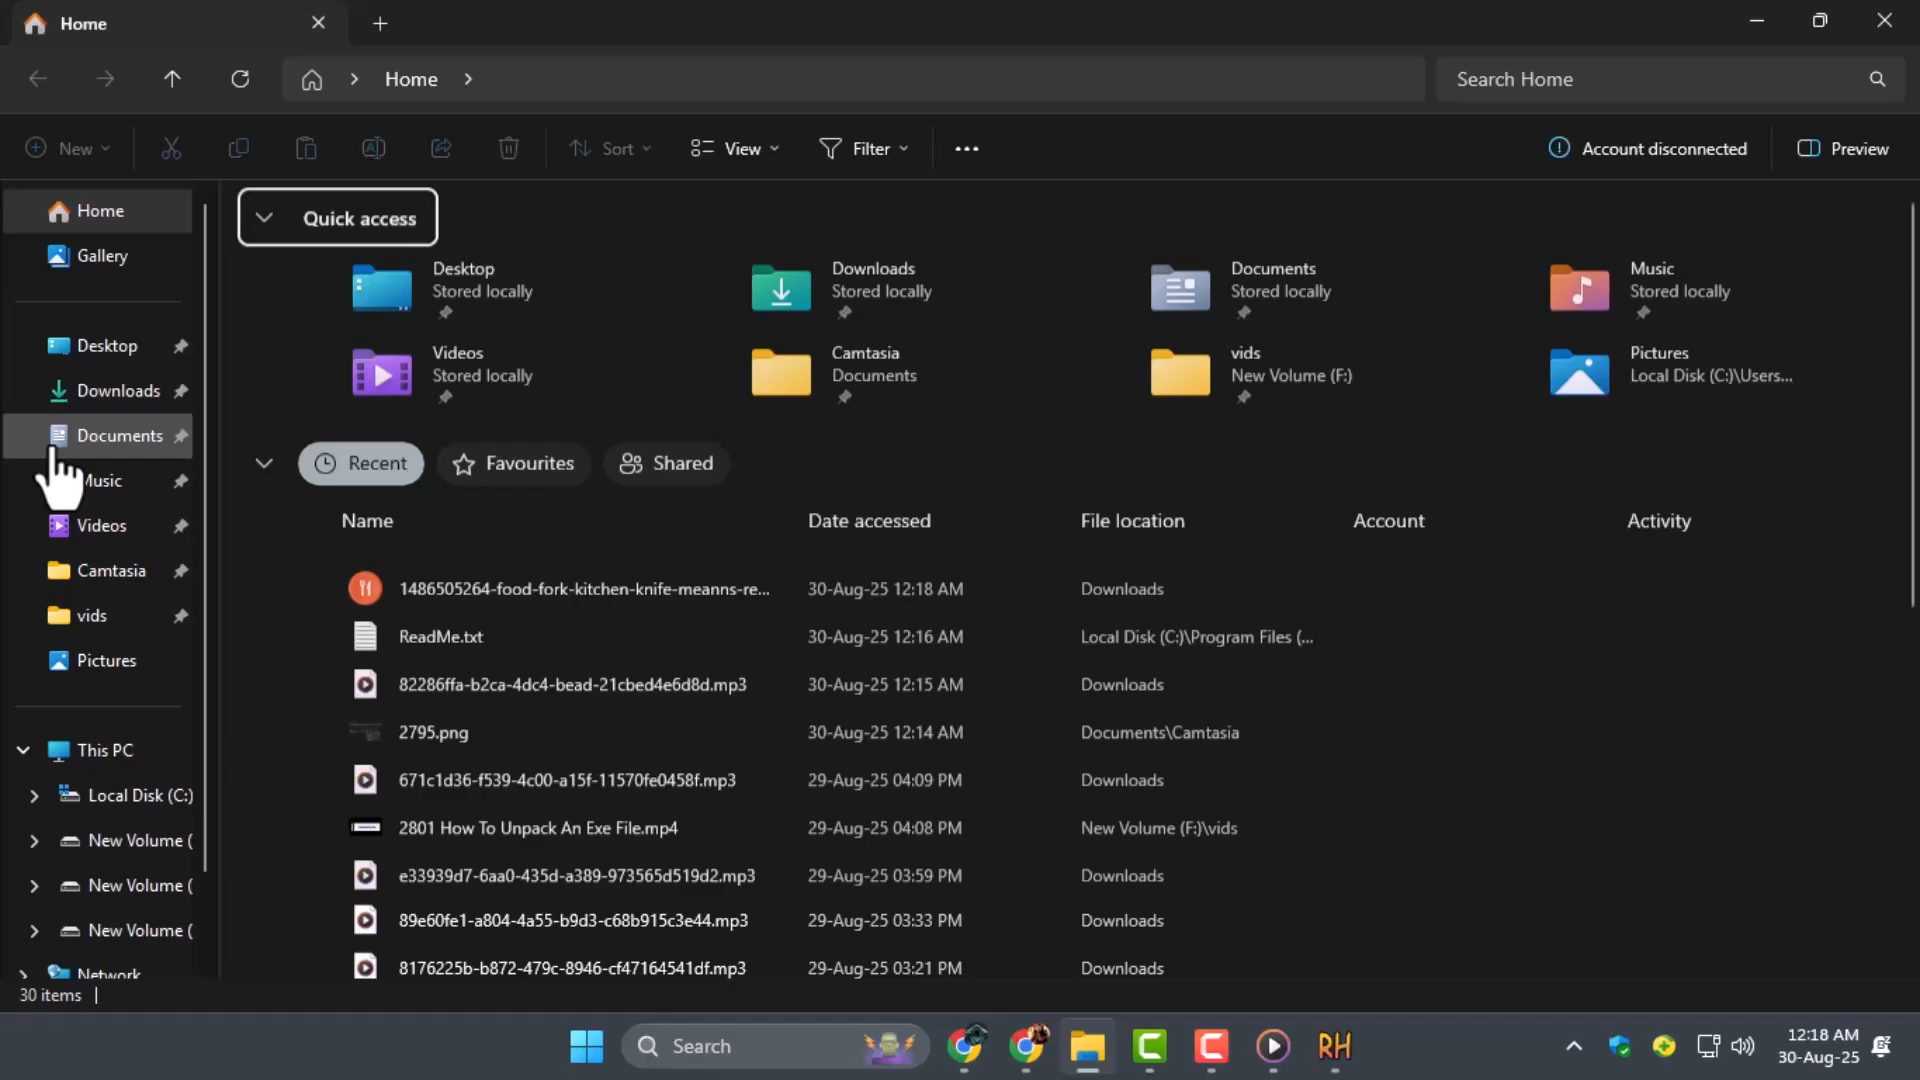 Home
Home
Search Home
New
Sort
View
Filter
Account disconnected
Preview
Home
Gallery
Desktop
Downloads
Documents
Music
Videos
Camtasia
vids
Pictures
This PC
Local Disk (C:)
New Volume (
New Volume (
New Volume (
Network
Quick access
Desktop
Stored locally
Downloads
Stored locally
Documents
Stored locally
Music
Stored locally
Videos
Stored locally
Camtasia
Documents
vids
New Volume (F:)
Pictures
Local Disk (C:)\Users...
Recent
Favourites
Shared
Name Date accessed File location Account Activity
1486505264-food-fork-kitchen-knife-meanns-re... 30-Aug-25 12:18 AM Downloads
ReadMe.txt 30-Aug-25 12:16 AM Local Disk (C:)\Program Files (...
82286ffa-b2ca-4dc4-bead-21cbed4e6d8d.mp3 30-Aug-25 12:15 AM Downloads
2795.png 30-Aug-25 12:14 AM Documents\Camtasia
671c1d36-f539-4c00-a15f-11570fe0458f.mp3 29-Aug-25 04:09 PM Downloads
2801 How To Unpack An Exe File.mp4 29-Aug-25 04:08 PM New Volume (F:)\vids
e33939d7-6aa0-435d-a389-973565d519d2.mp3 29-Aug-25 03:59 PM Downloads
89e60fe1-a804-4a55-b9d3-c68b915c3e44.mp3 29-Aug-25 03:33 PM Downloads
8176225b-b872-479c-8946-cf47164541df.mp3 29-Aug-25 03:21 PM Downloads
30 items
Search
RH
12:18 AM
30-Aug-25